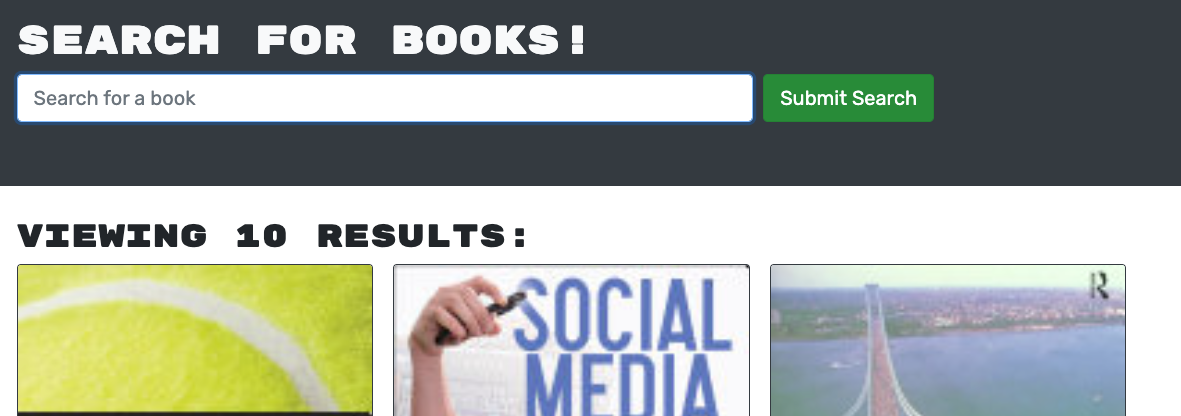 SEARCH FOR BOOKS!
Search for a book
Submit Search
VIEWING 10 RESULTS:
SOCIAL
MEDIA
R